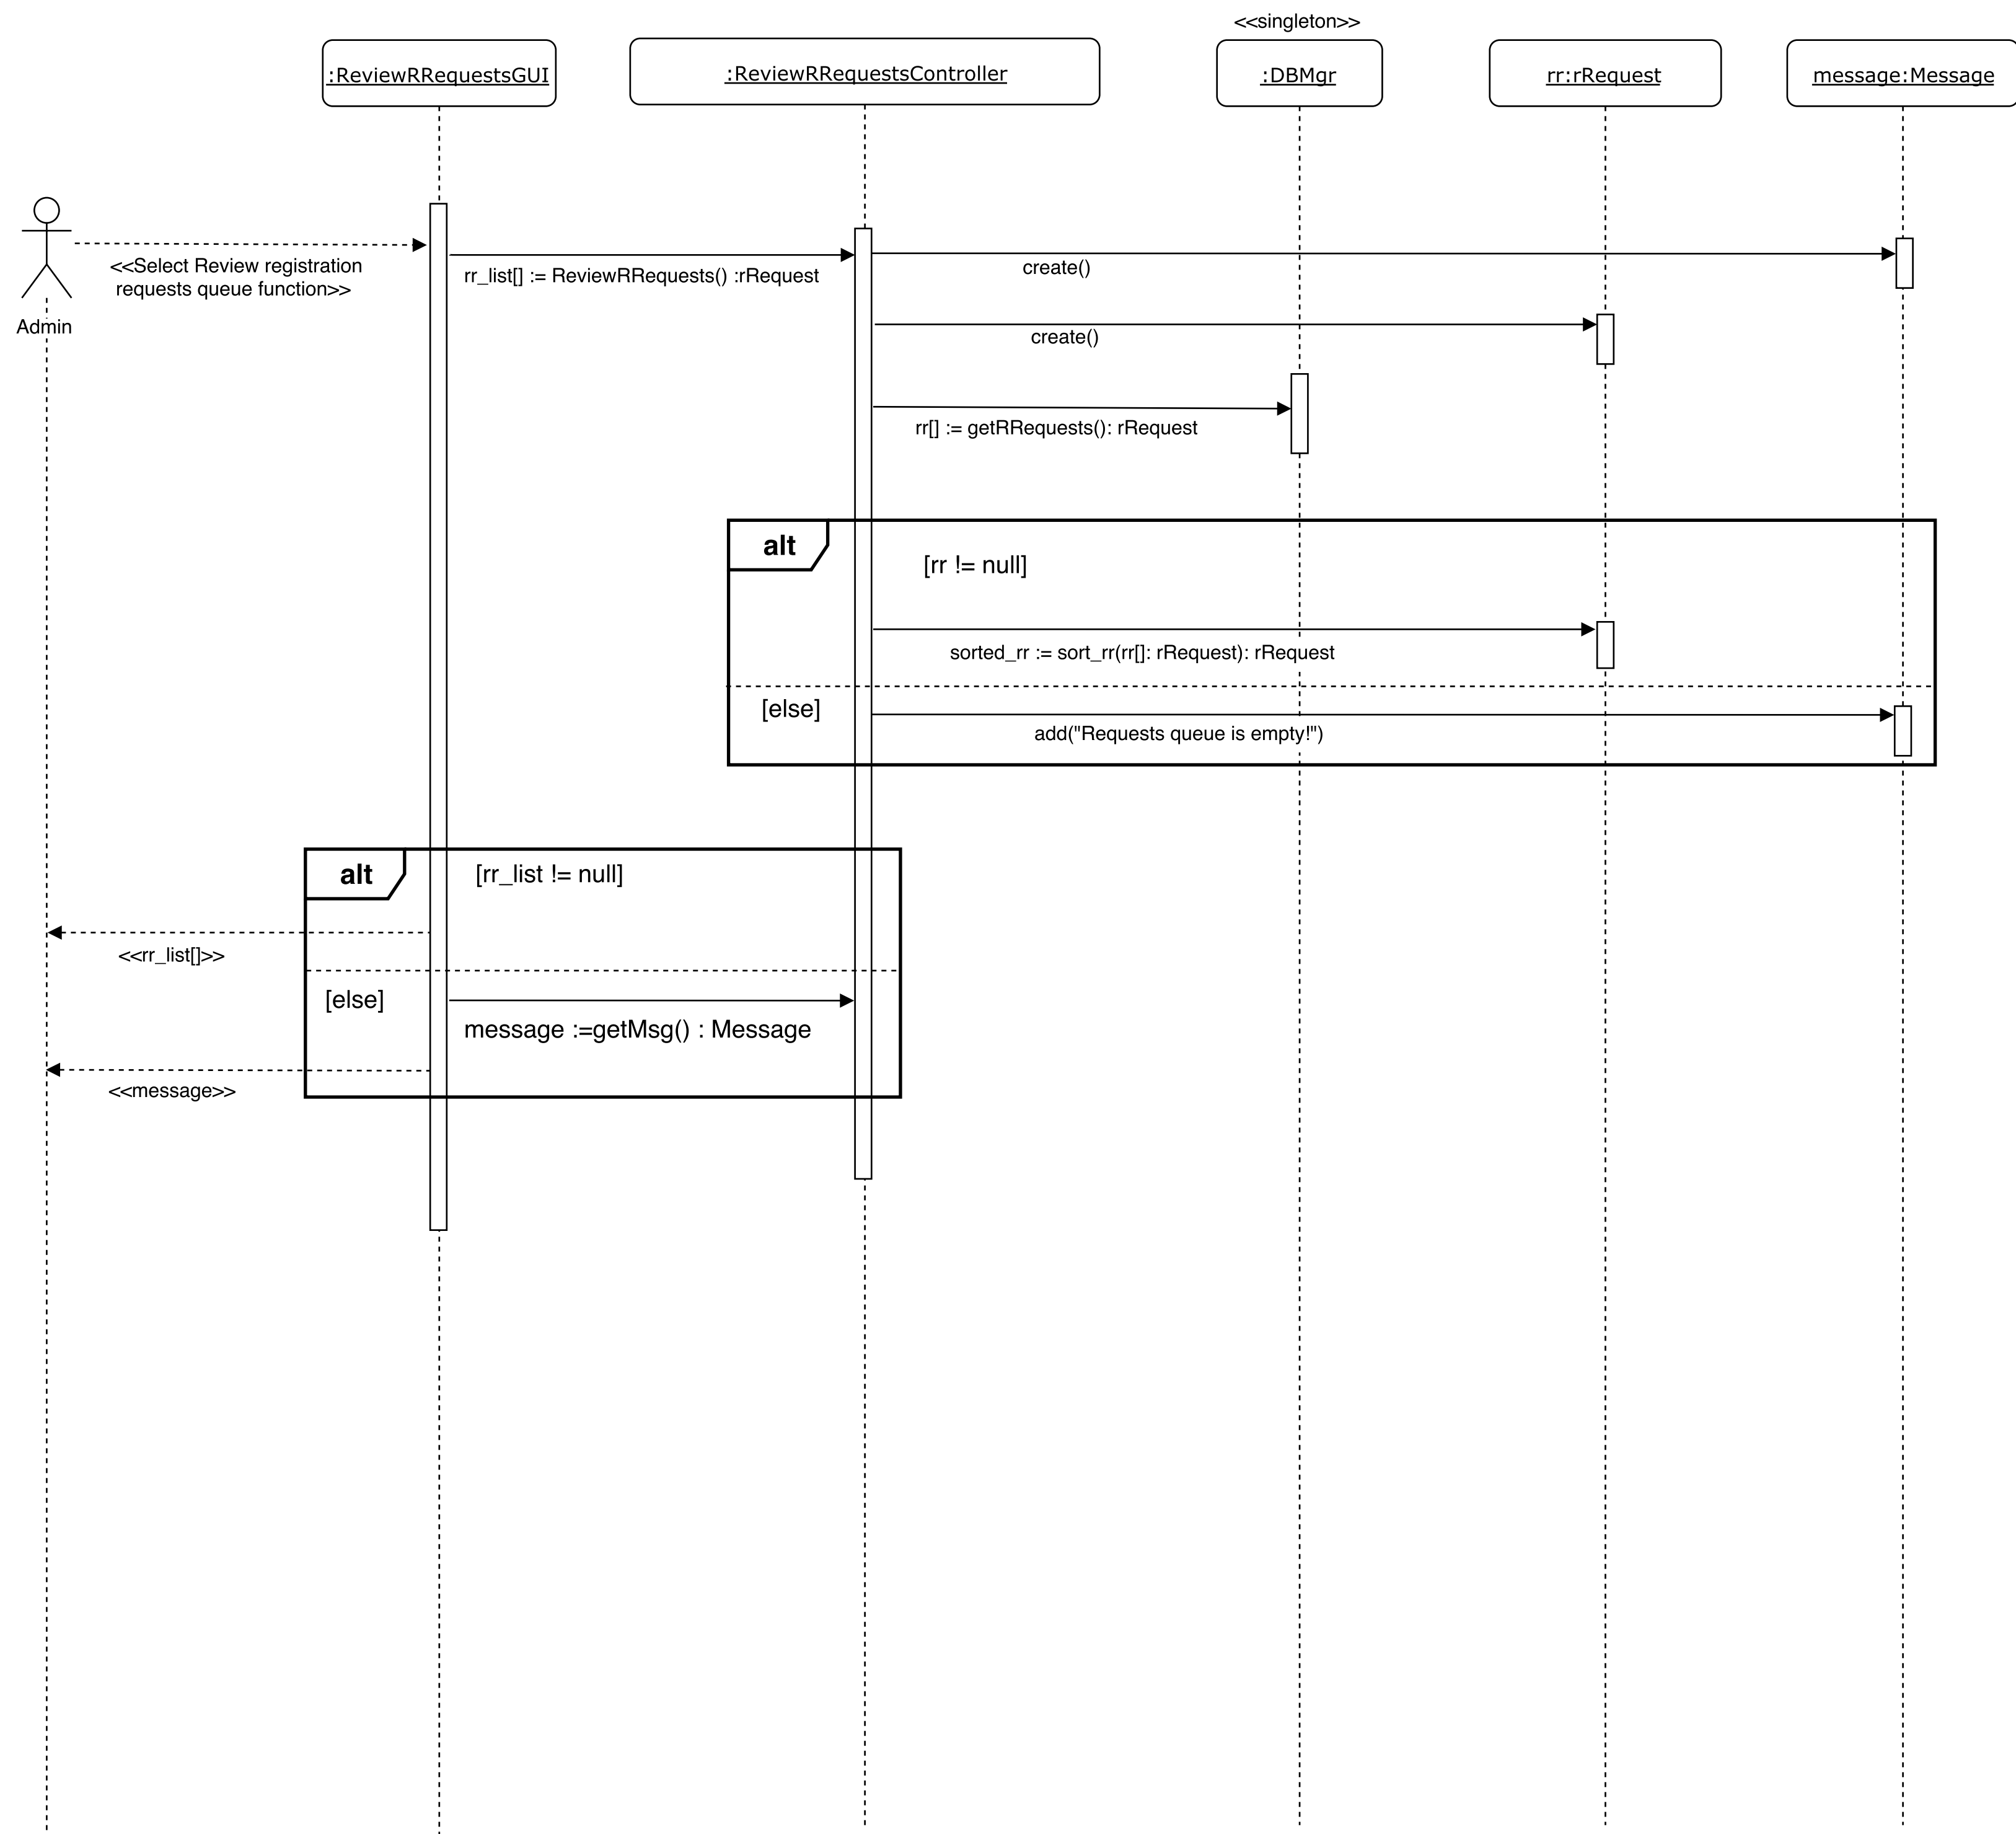 <<singleton>>
:ReviewRRequestsGUI
:ReviewRRequestsController
:DBMgr
rr:rRequest
message:Message
Admin
<<Select Review registration
requests queue function>>
rr_list[] := ReviewRRequests() :rRequest
create()
create()
rr[] := getRRequests(): rRequest
alt
[rr != null]
sorted_rr := sort_rr(rr[]: rRequest): rRequest
[else]
add("Requests queue is empty!")
alt
[rr_list != null]
<<rr_list[]>>
[else]
message :=getMsg() : Message
<<message>>